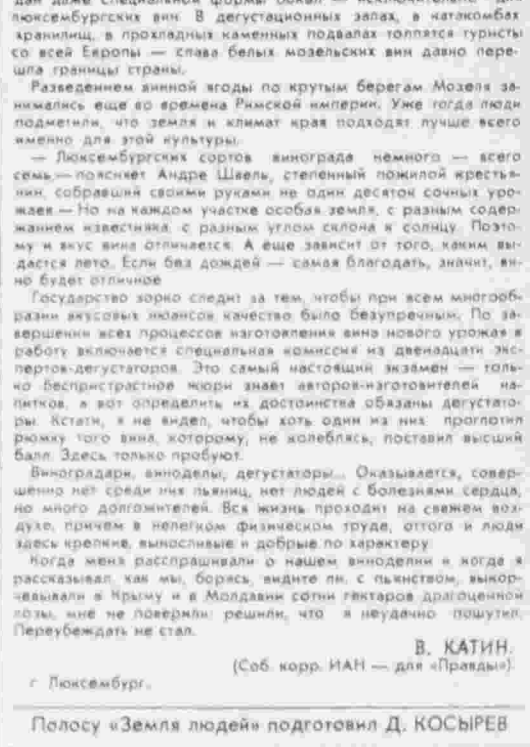 дан даже специальной формы бокал — исключительно для
люксембургских вин. В дегустационных залах, в катакомбах
хранилищ, в прохладных каменных подвалах толпятся туристы
со всей Европы — слава белых мозельских вин давно пере-
шла границы страны.
Разведением винной ягоды по крутым берегам Мозеля за-
нимались еще во времена Римской империи. Уже тогда люди
подметили, что земля и климат края подходят лучше всего
именно для этой культуры.
— Люксембургских сортов винограда немного — всего
семь,— поясняет Андре Швель, степенный пожилой крестья-
нин, собравший своими руками не один десяток сочных уро-
жаев.— Но на каждом участке особая земля, с разным содер-
жанием известняка, с разным углом склона к солнцу. Поэто-
му и вкус вина отличается. А еще зависит от того, каким вы-
дастся лето. Если без дождей — самая благодать, значит, ви-
но будет отличное
Государство зорко следит за тем, чтобы при всем многооб-
разии вкусовых нюансов качество было безупречным. По за-
вершении всех процессов изготовления вина нового урожая в
работу включается специальная комиссия из двенадцати экс-
пертов-дегустаторов. Это самый настоящий экзамен — толь-
ко беспристрастное жюри знает авторов-изготовителей на-
питков, а вот определить их достоинства обязаны дегустато-
ры. Кстати, я не видел, чтобы хоть один из них проглотил
рюмку того вина, которому, не колеблясь, поставил высший
балл. Здесь только пробуют.
Виноградари, виноделы, дегустаторы... Оказывается, совер-
шенно нет среди них пьяниц, нет людей с болезнями сердца,
но много долгожителей. Вся жизнь проходит на свежем воз-
духе, причем в нелегком физическом труде, оттого и люди
здесь крепкие, выносливые и добрые по характеру.
Когда меня расспрашивали о нашем виноделии и когда я
рассказывал, как мы, борясь, видите ли, с пьянством, выкор-
чевывали в Крыму и в Молдавии сотни гектаров драгоценной
лозы, мне не поверили: решили, что я неудачно пошутил.
Переубеждать не стал.
В. КАТИН.
(Соб. корр. ИАН — для «Правды»).
г. Люксембург.
Полосу «Земля людей» подготовил Д. КОСЫРЕВ